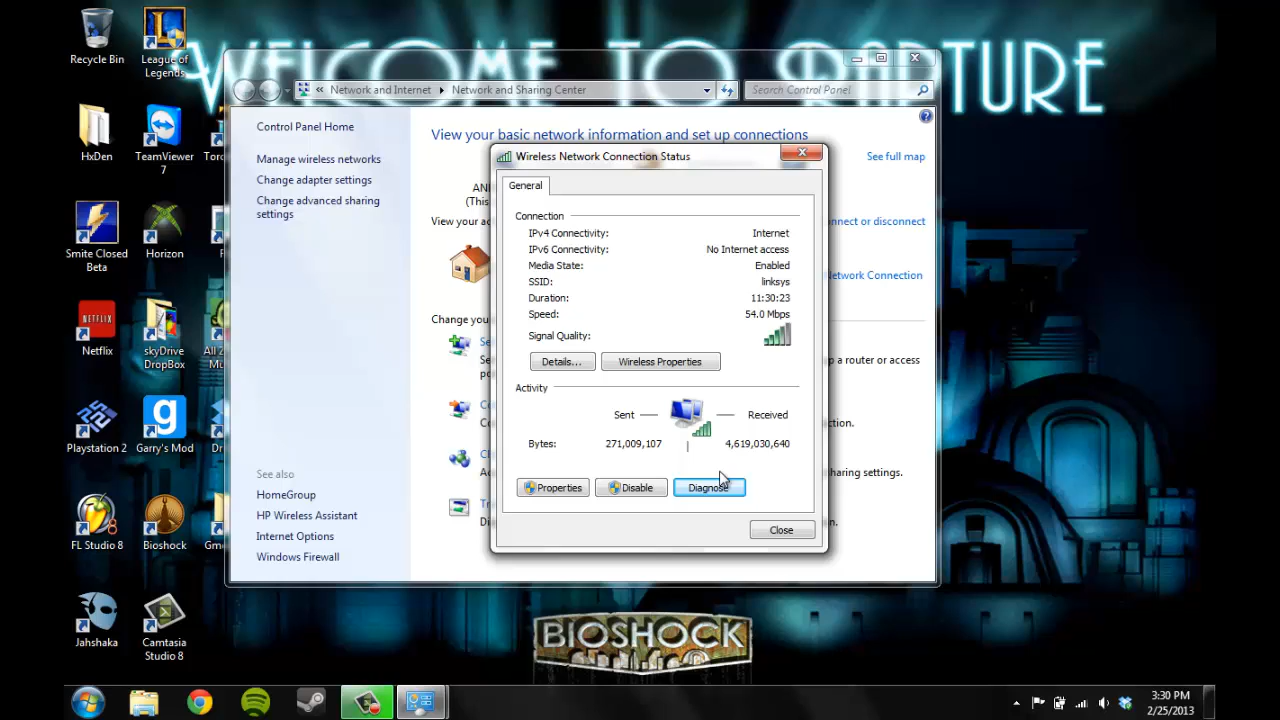 WELCOME TO RAPTURE
Recycle Bin
League of
Legends
HxDen
TeamViewer
7
Smite Closed
Beta
Horizon
NETFLIX
Netflix
skyDrive
DropBox
Playstation 2
Garry's Mod
FL Studio 8
Bioshock
Jahshaka
Camtasia
Studio 8
Network and Internet
Network and Sharing Center
Search Control Panel
Control Panel Home
Manage wireless networks
Change adapter settings
Change advanced sharing
settings
See also
HomeGroup
HP Wireless Assistant
Internet Options
Windows Firewall
View your basic network information and set up connections
See full map
(This
View your
onnect or disconnect
Network Connection
Change your
p a router or access
ction.
haring settings.
n.
Wireless Network Connection Status
General
Connection
IPv4 Connectivity: Internet
IPv6 Connectivity: No Internet access
Media State: Enabled
SSID: linksys
Duration: 11:30:23
Speed: 54.0 Mbps
Signal Quality:
Details...
Wireless Properties
Activity
Sent
Received
Bytes: 271,009,107 4,619,030,640
Properties
Disable
Diagnose
Close
BIOSHOCK
3:30 PM
2/25/2013